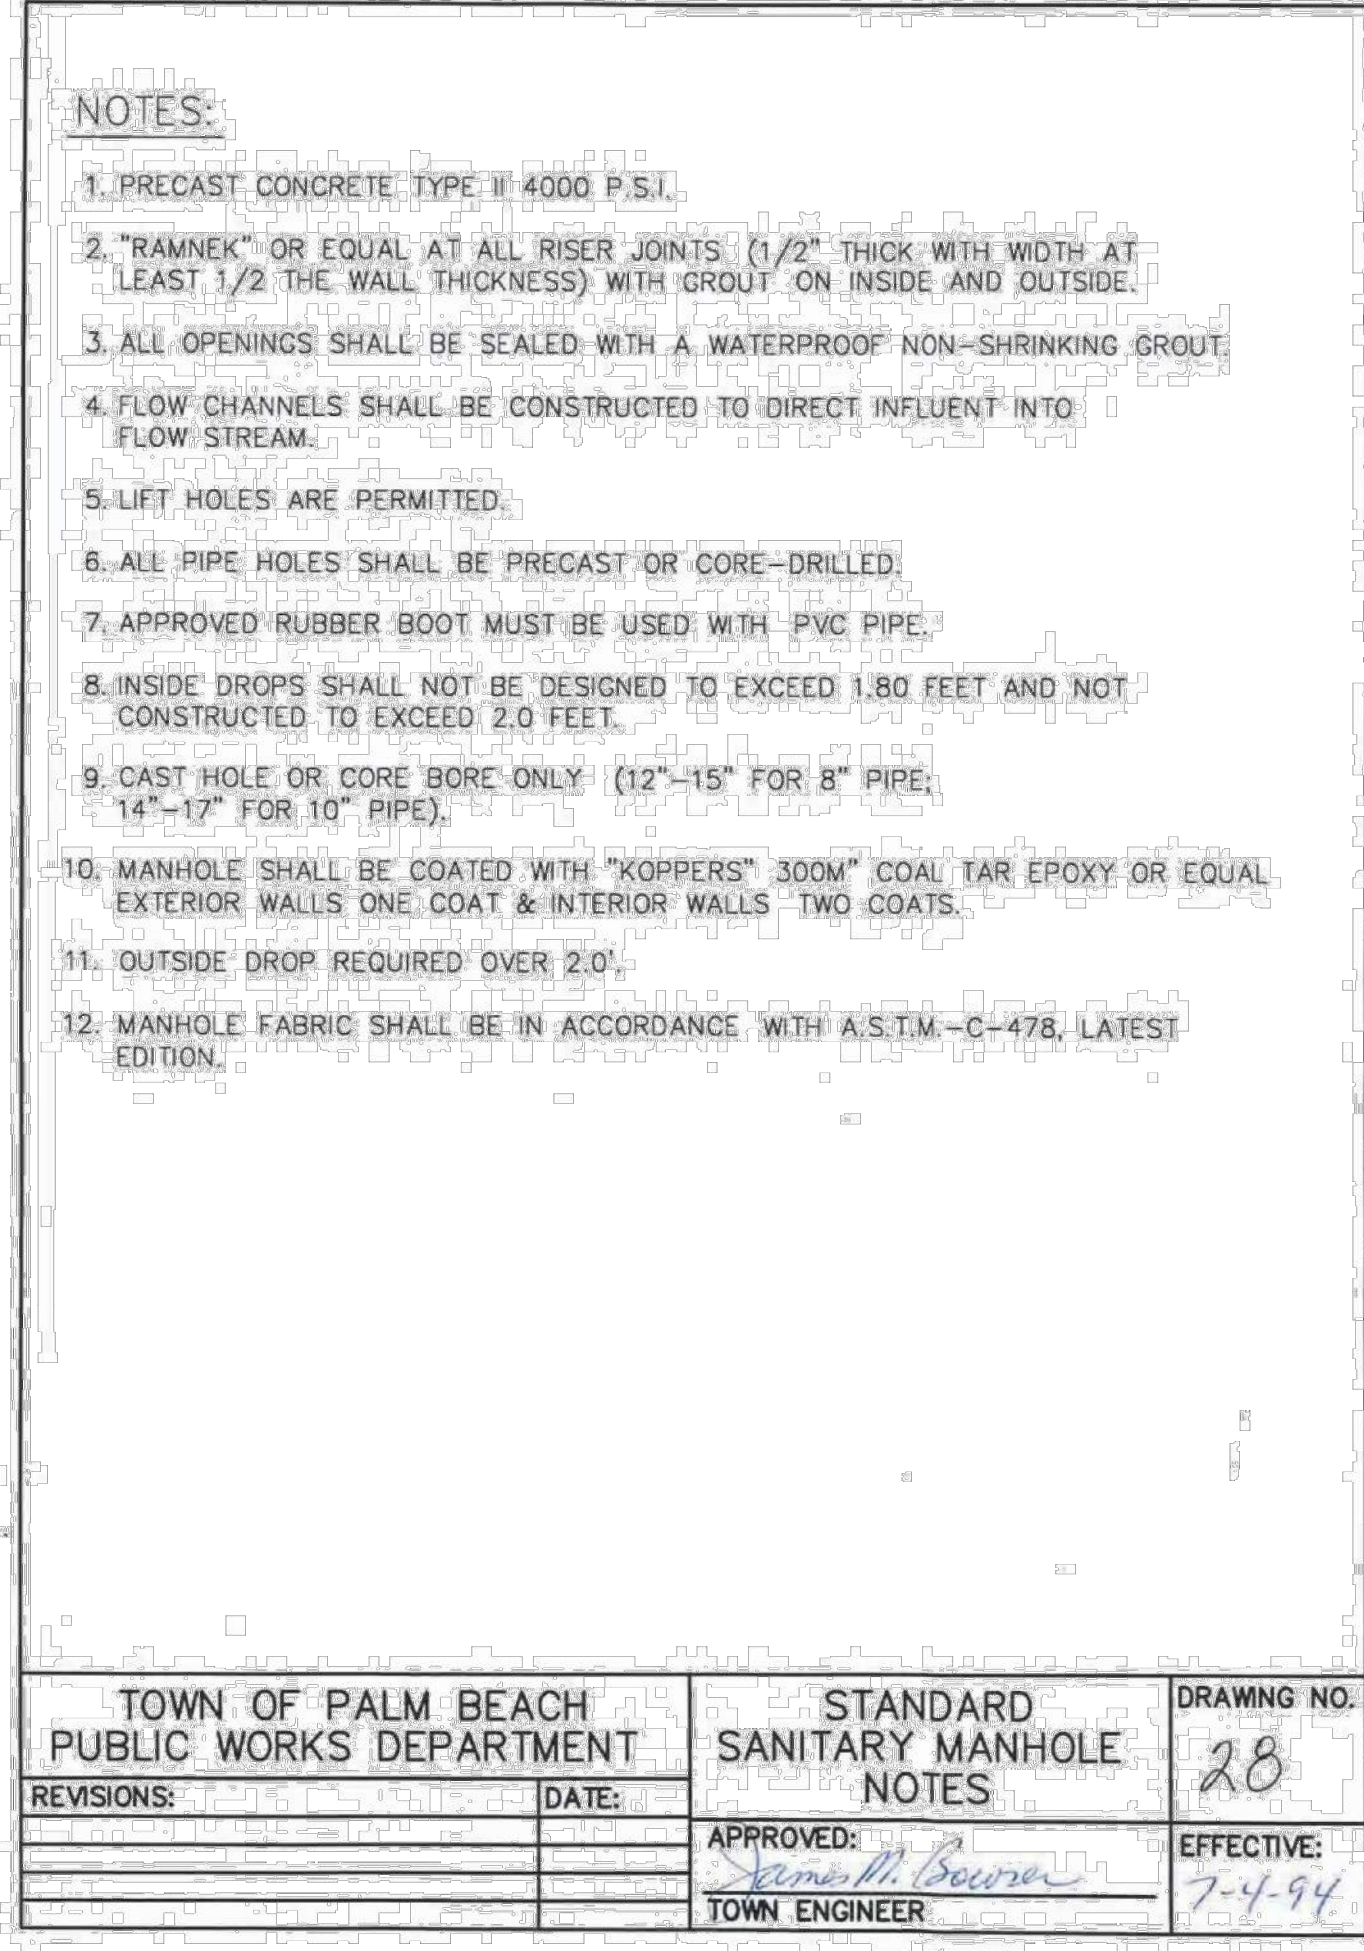 NOTES:
1. PRECAST CONCRETE TYPE II 4000 P.S.I.
2. "RAMNEK" OR EQUAL AT ALL RISER JOINTS (1/2" THICK WITH WIDTH AT
LEAST 1/2 THE WALL THICKNESS) WITH GROUT ON INSIDE AND OUTSIDE.
3. ALL OPENINGS SHALL BE SEALED WITH A WATERPROOF NON-SHRINKING GROUT.
4. FLOW CHANNELS SHALL BE CONSTRUCTED TO DIRECT INFLUENT INTO
FLOW STREAM.
5. LIFT HOLES ARE PERMITTED.
6. ALL PIPE HOLES SHALL BE PRECAST OR CORE-DRILLED.
7. APPROVED RUBBER BOOT MUST BE USED WITH PVC PIPE.
8. INSIDE DROPS SHALL NOT BE DESIGNED TO EXCEED 1.80 FEET AND NOT
CONSTRUCTED TO EXCEED 2.0 FEET.
9. CAST HOLE OR CORE BORE ONLY (12"-15" FOR 8" PIPE;
14"-17" FOR 10" PIPE).
10. MANHOLE SHALL BE COATED WITH "KOPPERS" 300M" COAL TAR EPOXY OR EQUAL
EXTERIOR WALLS ONE COAT & INTERIOR WALLS TWO COATS.
11. OUTSIDE DROP REQUIRED OVER 2.0'.
12. MANHOLE FABRIC SHALL BE IN ACCORDANCE WITH A.S.T.M.-C-478, LATEST
EDITION.
TOWN OF PALM BEACH
PUBLIC WORKS DEPARTMENT
REVISIONS:
DATE:
STANDARD
SANITARY MANHOLE
NOTES
APPROVED:
James M. Bowser
TOWN ENGINEER
DRAWING NO.
28
EFFECTIVE:
7-4-94